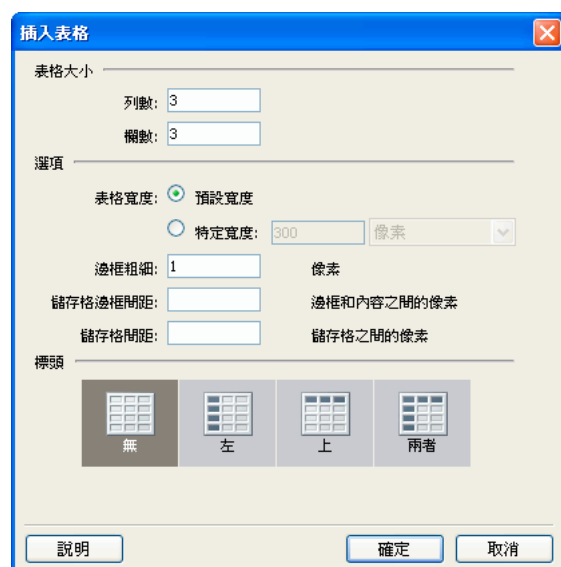 插入表格
表格大小
列數: 3
欄數: 3
選項
表格寬度: 預設寬度
特定寬度: 300 像素
邊框粗細: 1 像素
儲存格邊框間距: 邊框和內容之間的像素
儲存格間距: 儲存格之間的像素
標頭
無 左 上 兩者
說明 確定 取消